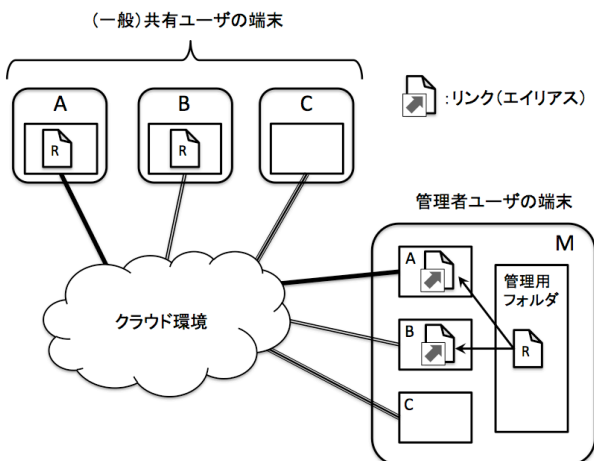 (一般)共有ユーザの端末
A
B
C
R
R
:リンク(エイリアス)
管理者ユーザの端末
M
クラウド環境
A
B
C
管理用
フォルダ
R